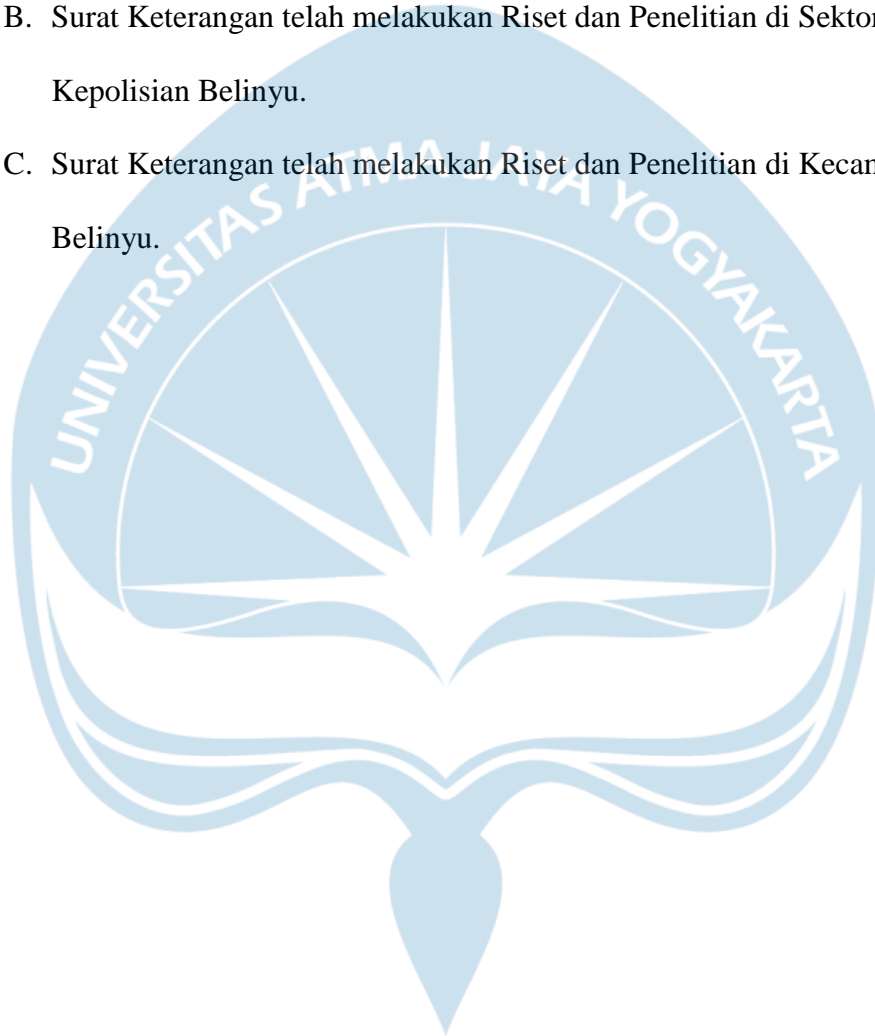 B. Surat Keterangan telah melakukan Riset dan Penelitian di Sektor
Kepolisian Belinyu.
C. Surat Keterangan telah melakukan Riset dan Penelitian di Kecam
Belinyu.
UNIVERSITAS ATMA JAYA YOGYAKARTA